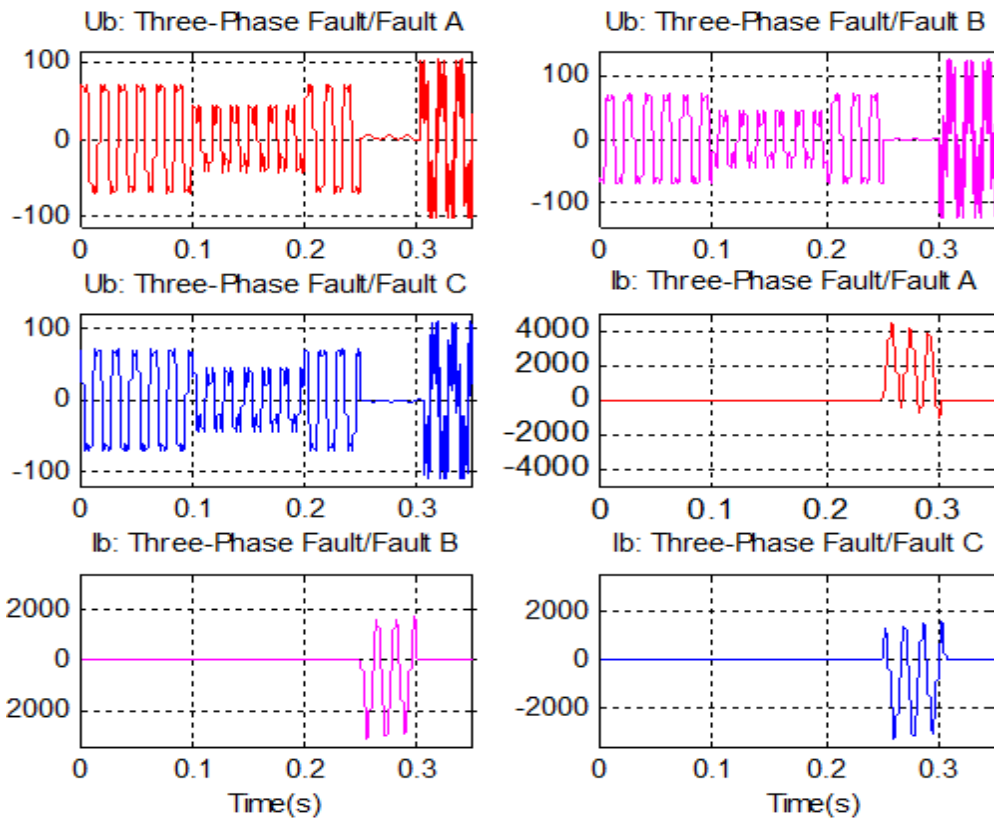 Ub: Three-Phase Fault/Fault A
100
0
-100
0 0.1 0.2 0.3
Ub: Three-Phase Fault/Fault B
100
0
-100
0 0.1 0.2 0.3
Ub: Three-Phase Fault/Fault C
100
0
-100
0 0.1 0.2 0.3
Ib: Three-Phase Fault/Fault A
4000
2000
0
-2000
-4000
0 0.1 0.2 0.3
Ib: Three-Phase Fault/Fault B
2000
0
2000
0 0.1 0.2 0.3
Time(s)
Ib: Three-Phase Fault/Fault C
2000
0
-2000
0 0.1 0.2 0.3
Time(s)